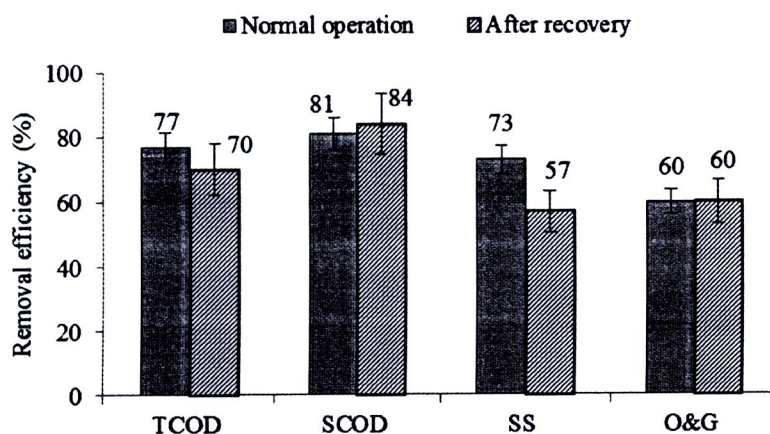 Normal operation After recovery
Removal efficiency (%)
100
80
60
40
20
0
77 70 81 84 73 57 60 60
TCOD SCOD SS O&G